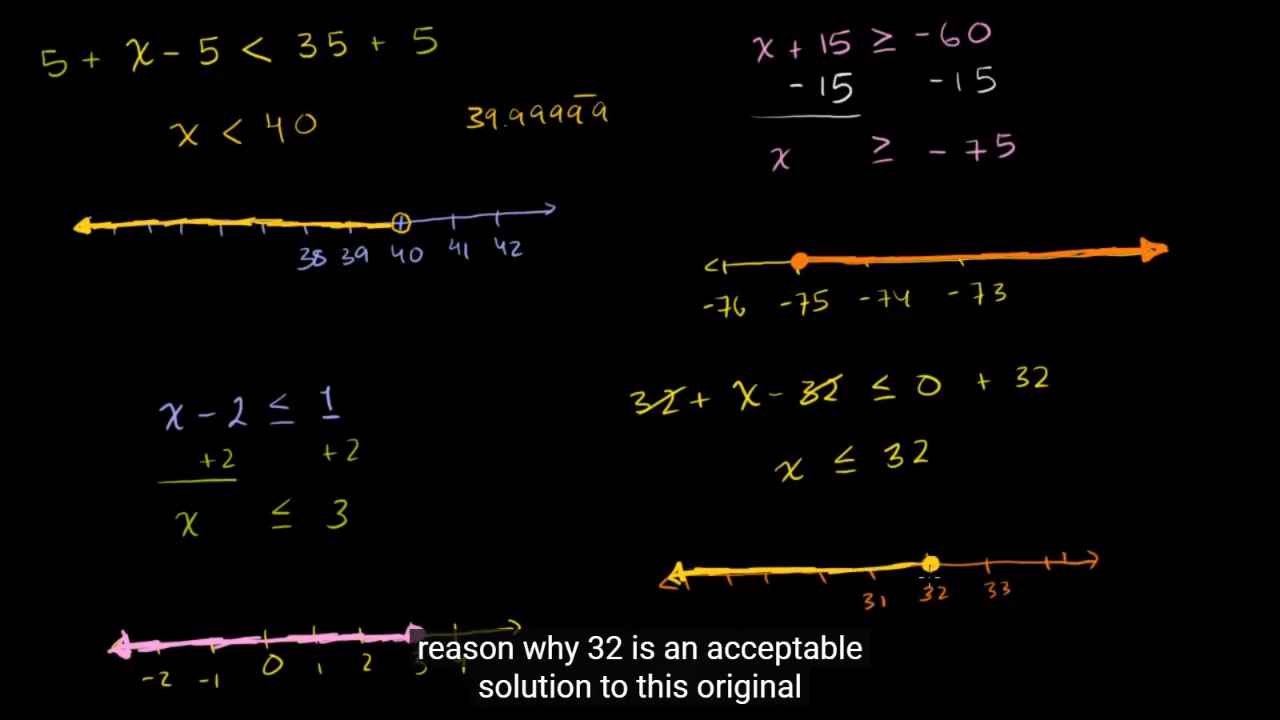 5 + x - 5 < 35 + 5
x < 40
39.9999̅9
38 39 40 41 42
x + 15 ≥ -60
-15 -15
x ≥ -75
-76 -75 -74 -73
x - 2 ≤ 1
+2 +2
x ≤ 3
-2 -1 0 1 2
32 + x - 32 ≤ 0 + 32
x ≤ 32
31 32 33
reason why 32 is an acceptable
solution to this original